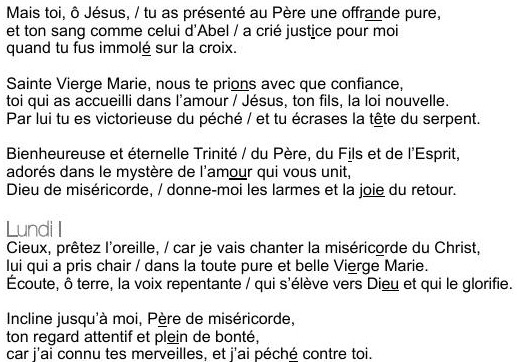 Mais toi, ô Jésus, / tu as présenté au Père une offrande pure,
et ton sang comme celui d'Abel / a crié justice pour moi
quand tu fus immolé sur la croix.
Sainte Vierge Marie, nous te prions avec que confiance,
toi qui as accueilli dans l'amour / Jésus, ton fils, la loi nouvelle.
Par lui tu es victorieuse du péché / et tu écrases la tête du serpent.
Bienheureuse et éternelle Trinité / du Père, du Fils et de l'Esprit,
adorés dans le mystère de l'amour qui vous unit,
Dieu de miséricorde, / donne-moi les larmes et la joie du retour.
Lundi I
Cieux, prêtez l'oreille, / car je vais chanter la miséricorde du Christ,
lui qui a pris chair / dans la toute pure et belle Vierge Marie.
Écoute, ô terre, la voix repentante / qui s'élève vers Dieu et qui le glorifie.
Incline jusqu'à moi, Père de miséricorde,
ton regard attentif et plein de bonté,
car j'ai connu tes merveilles, et j'ai péché contre toi.